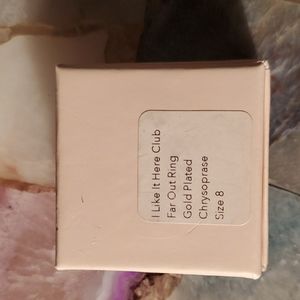 I Like It Here Club
Far Out Ring
Gold Plated
Chrysoprase
Size 8